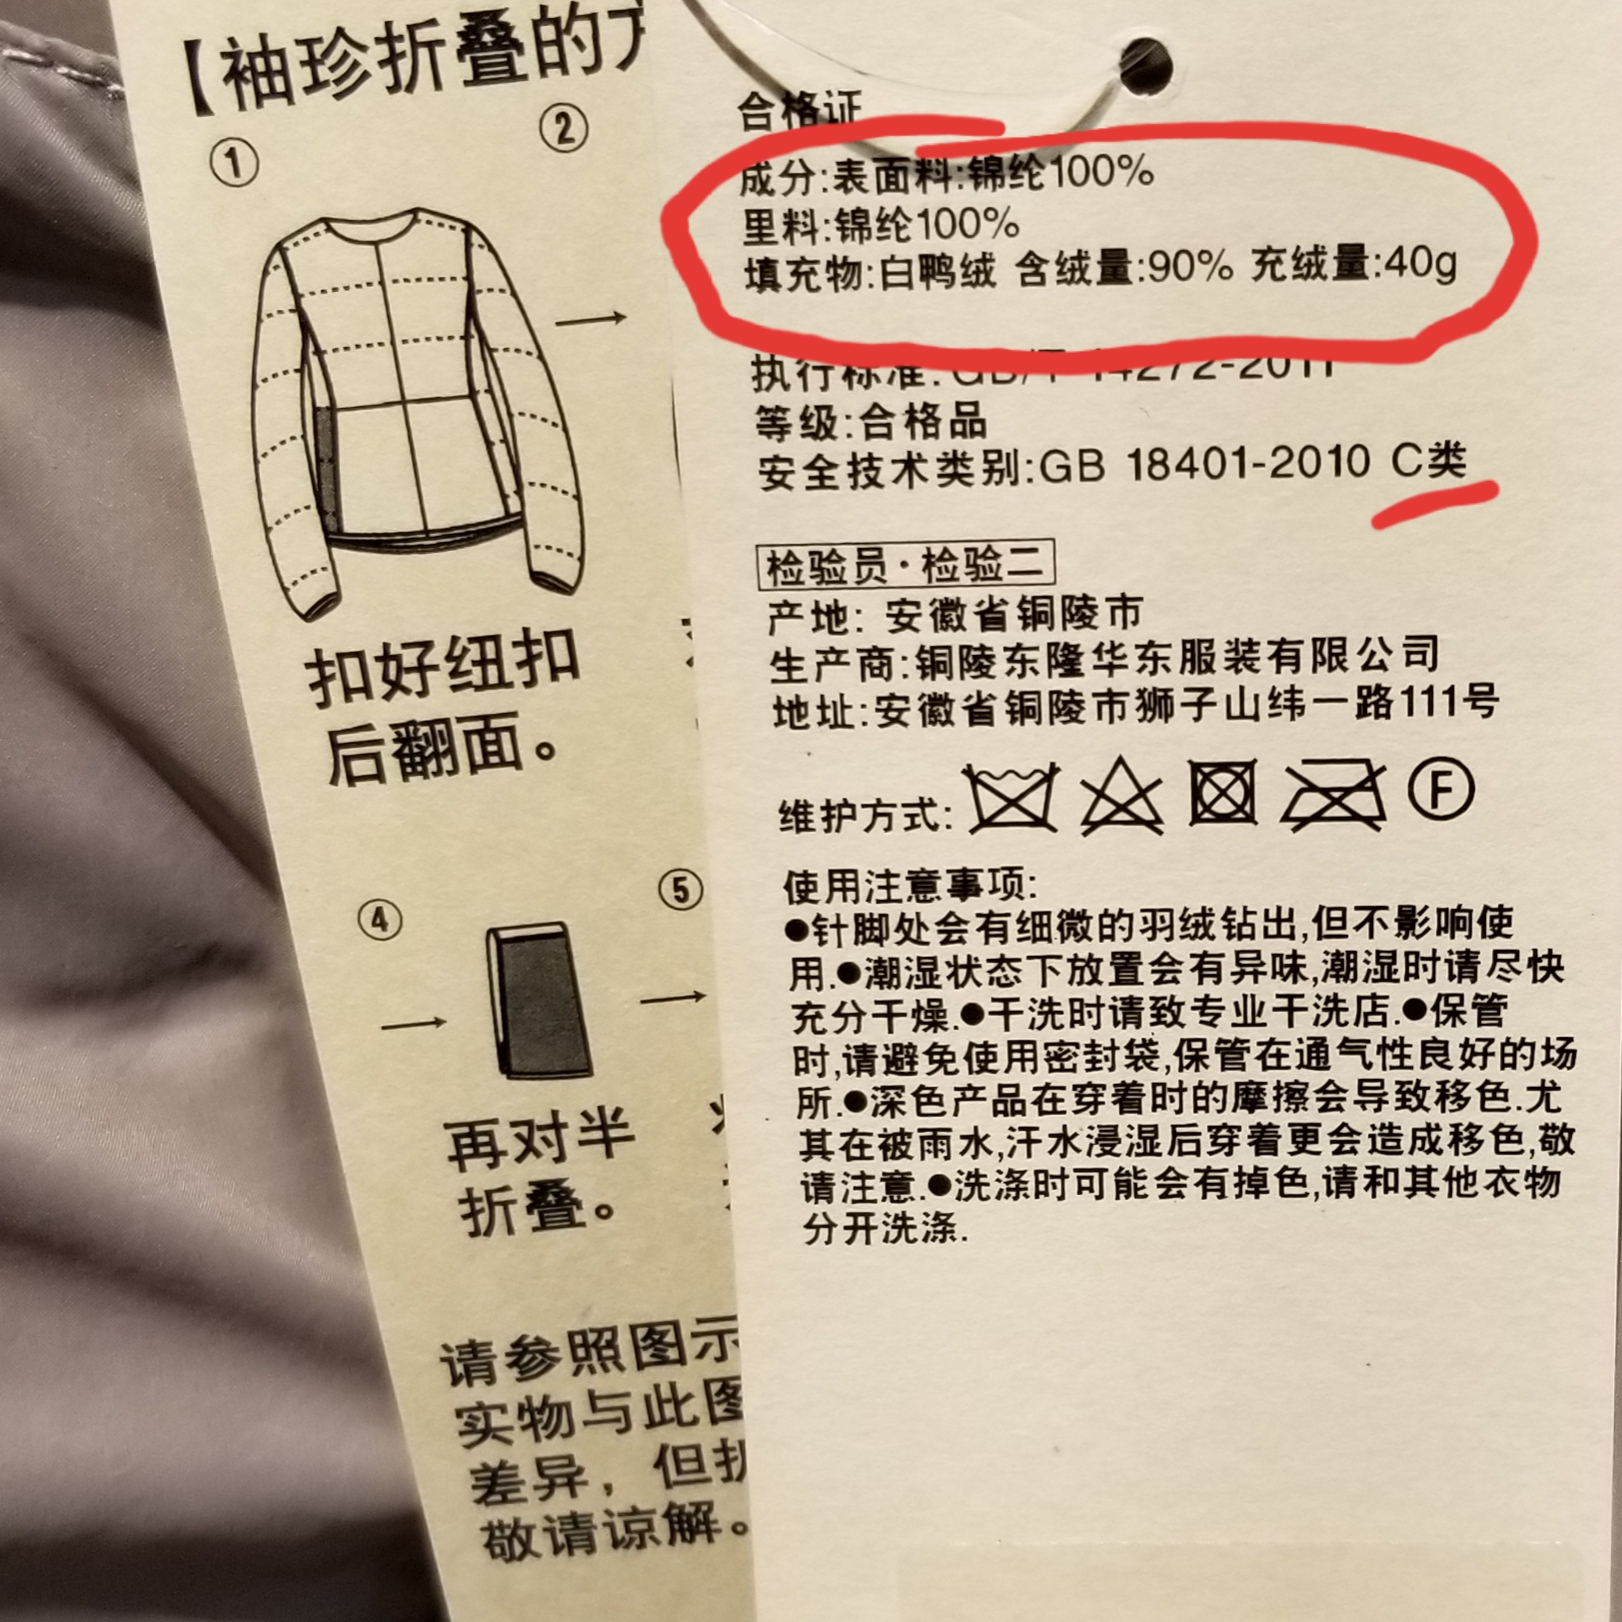 【袖珍折叠的
①
②
扣好纽扣
后翻面。
④
⑤
再对半
折叠。
请参照图示
实物与此图
差异，但折
敬请谅解。
合格证
成分:表面料:锦纶100%
里料:锦纶100%
填充物:白鸭绒 含绒量:90% 充绒量:40g
执行标准:GB/T 14272-2011
等级:合格品
安全技术类别:GB 18401-2010 C类
检验员·检验二
产地: 安徽省铜陵市
生产商:铜陵东隆华东服装有限公司
地址:安徽省铜陵市狮子山纬一路111号
维护方式: F
使用注意事项:
●针脚处会有细微的羽绒钻出,但不影响使
用.●潮湿状态下放置会有异味,潮湿时请尽快
充分干燥.●干洗时请致专业干洗店.●保管
时,请避免使用密封袋,保管在通气性良好的场
所.●深色产品在穿着时的摩擦会导致移色.尤
其在被雨水,汗水浸湿后穿着更会造成移色,敬
请注意.●洗涤时可能会有掉色,请和其他衣物
分开洗涤.